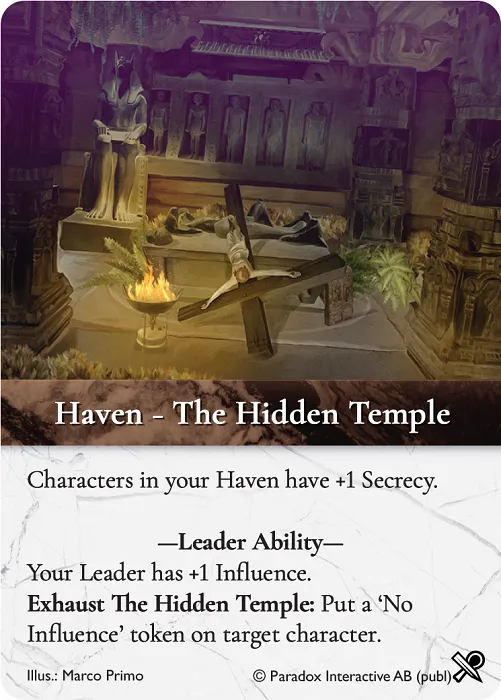 Haven - The Hidden Temple
Characters in your Haven have +1 Secrecy.
—Leader Ability—
Your Leader has +1 Influence.
Exhaust The Hidden Temple: Put a ‘No
Influence’ token on target character.
Illus.: Marco Primo © Paradox Interactive AB (publ)